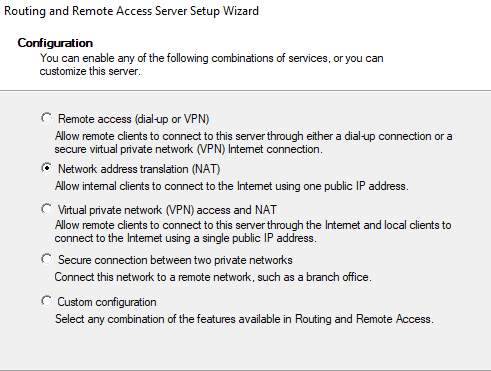 Routing and Remote Access Server Setup Wizard
Configuration
You can enable any of the following combinations of services, or you can
customize this server.
Remote access (dial-up or VPN)
Allow remote clients to connect to this server through either a dial-up connection or a
secure virtual private network (VPN) Internet connection.
Network address translation (NAT)
Allow internal clients to connect to the Internet using one public IP address.
Virtual private network (VPN) access and NAT
Allow remote clients to connect to this server through the Internet and local clients to
connect to the Internet using a single public IP address.
Secure connection between two private networks
Connect this network to a remote network, such as a branch office.
Custom configuration
Select any combination of the features available in Routing and Remote Access.